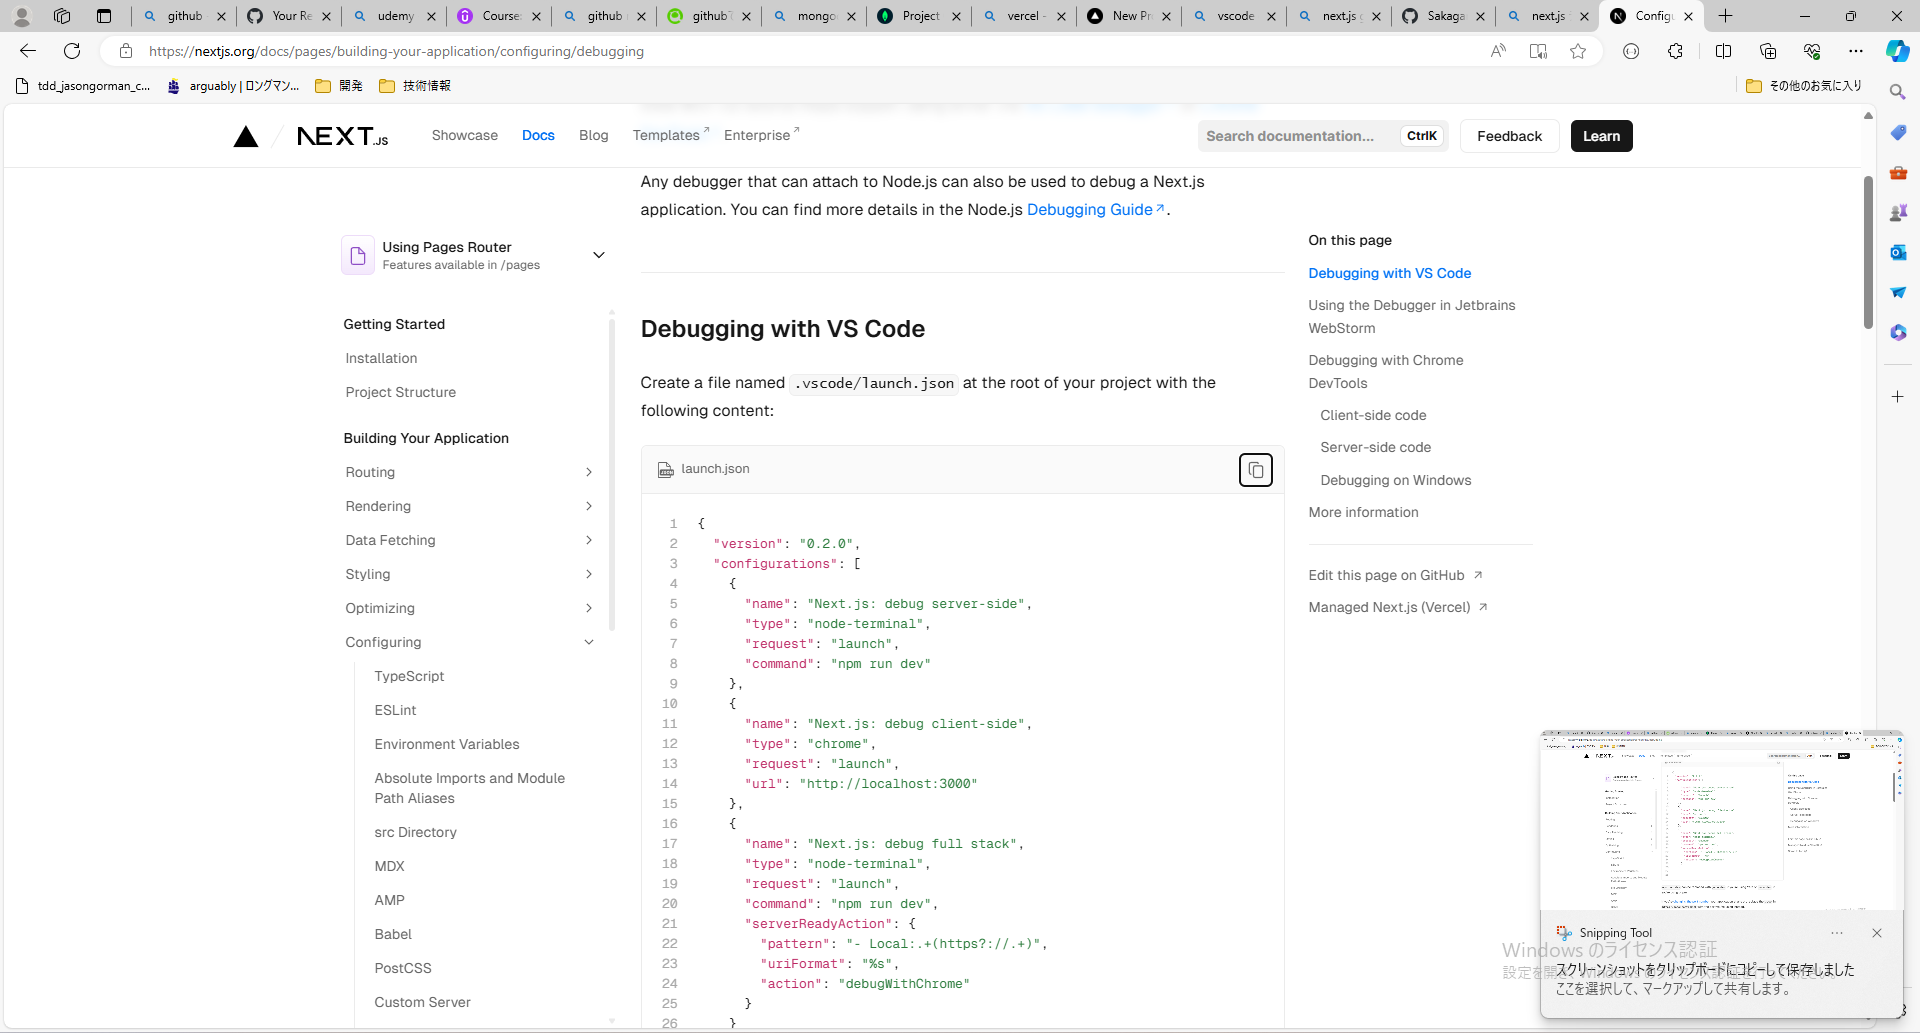 github
Your Re
udemy
Course:
github
github
mongo
Project
vercel -
New Pr
vscode
next.js g
Sakaga
next.js
Config
https://nextjs.org/docs/pages/building-your-application/configuring/debugging
tdd_jasongorman_c...
arguably | ロングマン...
開発
技術情報
その他のお気に入り
NEXT.JS
Showcase
Docs
Blog
Templates
Enterprise
Search documentation...
CtrlK
Feedback
Learn
Any debugger that can attach to Node.js can also be used to debug a Next.js
application. You can find more details in the Node.js Debugging Guide.
Using Pages Router
Features available in /pages
Getting Started
Installation
Project Structure
Building Your Application
Routing
Rendering
Data Fetching
Styling
Optimizing
Configuring
TypeScript
ESLint
Environment Variables
Absolute Imports and Module
Path Aliases
src Directory
MDX
AMP
Babel
PostCSS
Custom Server
Debugging with VS Code
Create a file named .vscode/launch.json at the root of your project with the
following content:
launch.json
1 {
2 "version": "0.2.0",
3 "configurations": [
4 {
5 "name": "Next.js: debug server-side",
6 "type": "node-terminal",
7 "request": "launch",
8 "command": "npm run dev"
9 },
10 {
11 "name": "Next.js: debug client-side",
12 "type": "chrome",
13 "request": "launch",
14 "url": "http://localhost:3000"
15 },
16 {
17 "name": "Next.js: debug full stack",
18 "type": "node-terminal",
19 "request": "launch",
20 "command": "npm run dev",
21 "serverReadyAction": {
22 "pattern": "- Local:.+(https?://.+)",
23 "uriFormat": "%s",
24 "action": "debugWithChrome"
25 }
26 }
On this page
Debugging with VS Code
Using the Debugger in Jetbrains
WebStorm
Debugging with Chrome
DevTools
Client-side code
Server-side code
Debugging on Windows
More information
Edit this page on GitHub
Managed Next.js (Vercel)
Snipping Tool
Windows のライセンス認証
スクリーンショットをクリップボードにコピーして保存しました
ここを選択して、マークアップして共有します。